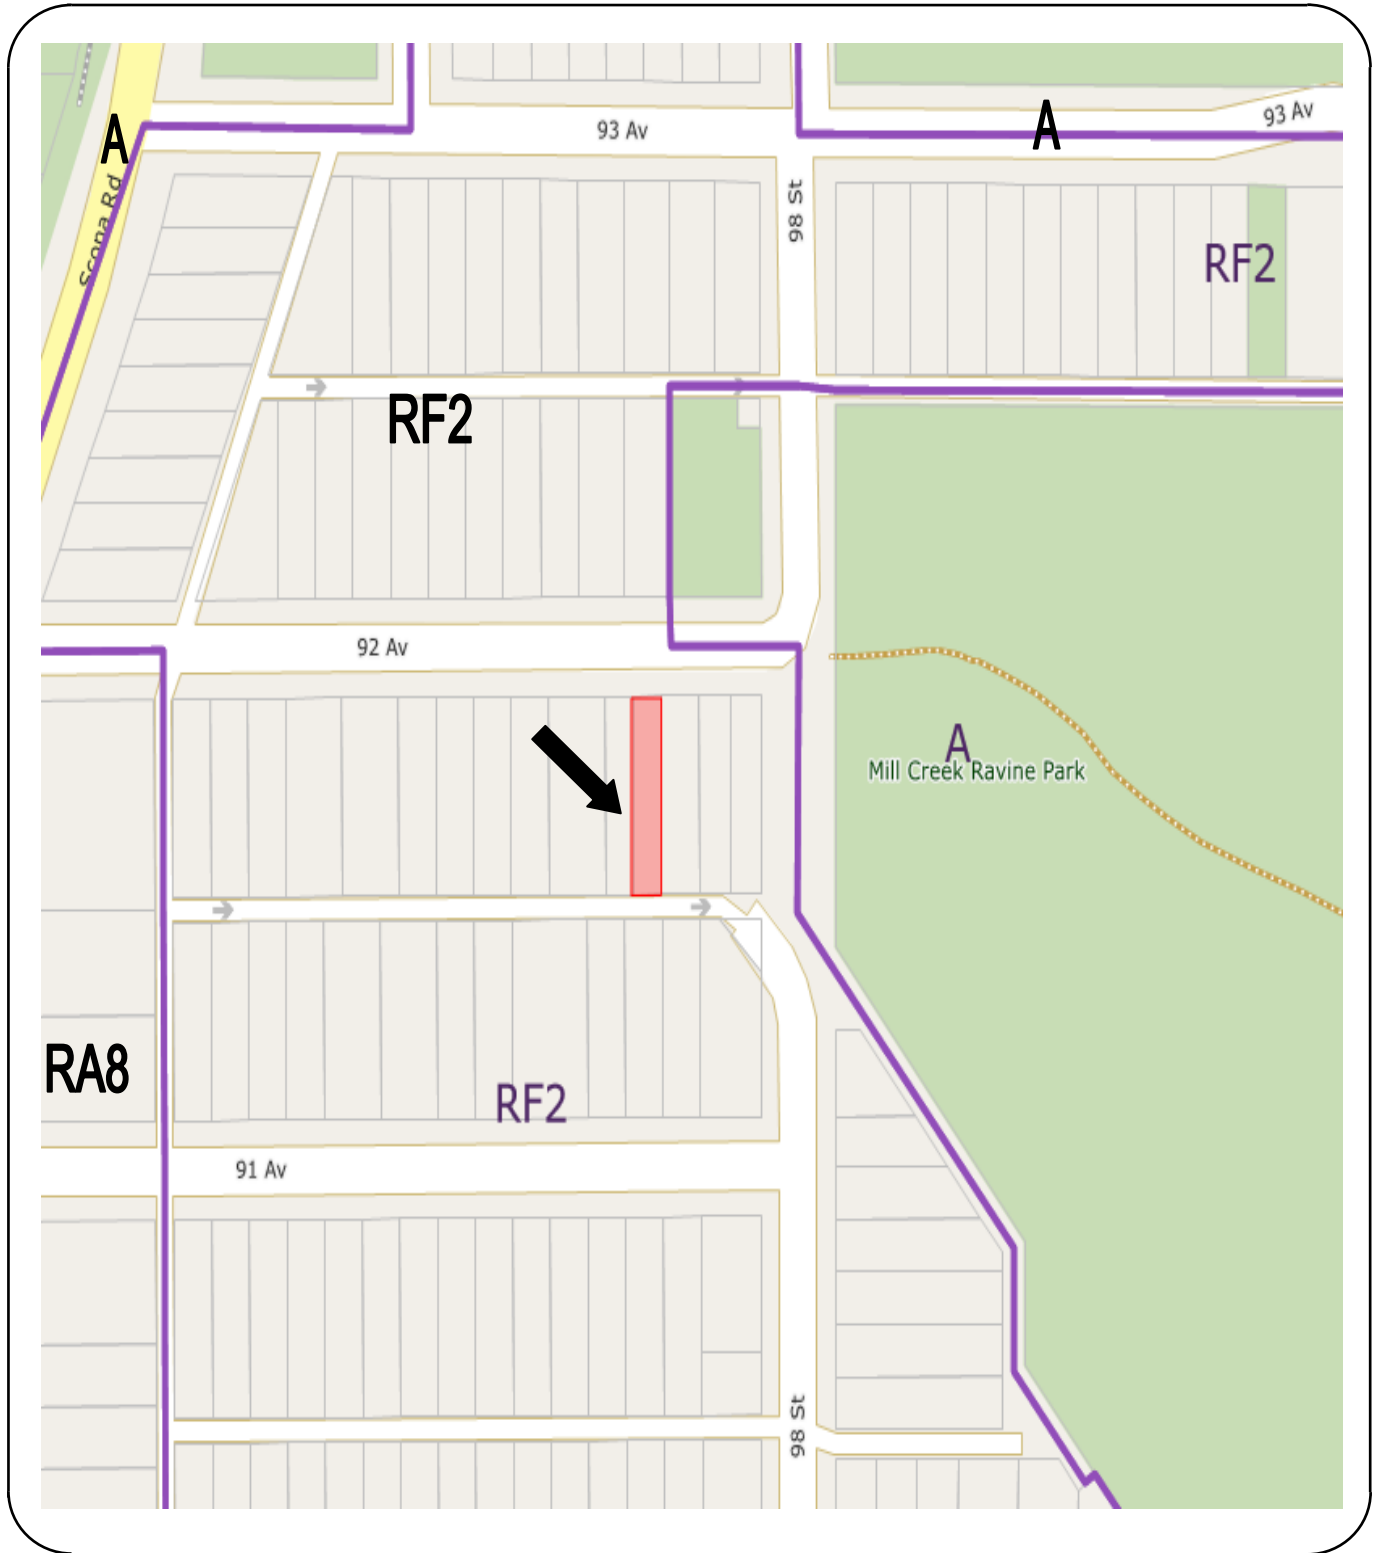 93 Av
93 Av
A
A
Scona Rd
98 St
RF2
RF2
92 Av
A
Mill Creek Ravine Park
RA8
RF2
91 Av
98 St